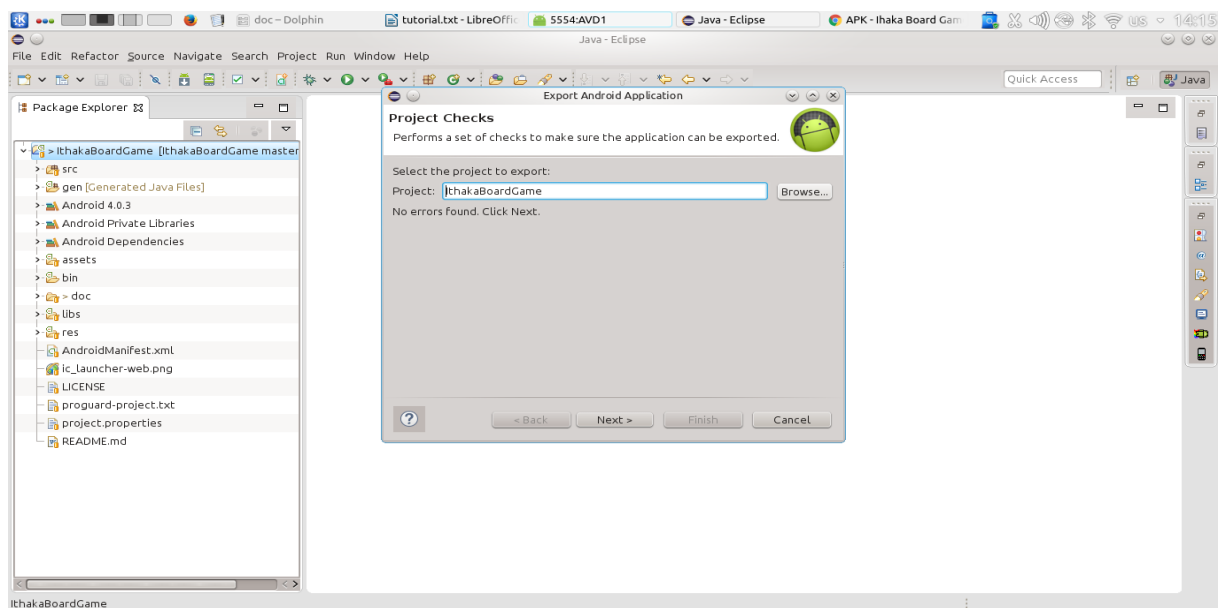 doc – Dolphin tutorial.txt - LibreOffic 5554:AVD1 Java - Eclipse APK - Ihaka Board Gam US 14:15
Java - Eclipse
File Edit Refactor Source Navigate Search Project Run Window Help
Quick Access Java
Package Explorer
> IthakaBoardGame [IthakaBoardGame master
src
gen [Generated Java Files]
Android 4.0.3
Android Private Libraries
Android Dependencies
assets
bin
> doc
libs
res
AndroidManifest.xml
ic_launcher-web.png
LICENSE
proguard-project.txt
project.properties
README.md
Export Android Application
Project Checks
Performs a set of checks to make sure the application can be exported.
Select the project to export:
Project: IthakaBoardGame Browse...
No errors found. Click Next.
? < Back Next > Finish Cancel
IthakaBoardGame